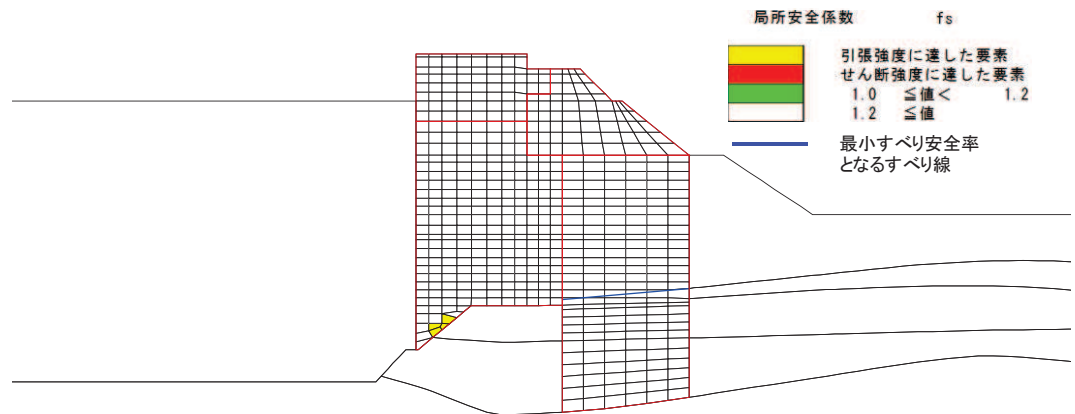 局所安全係数 fs
引張強度に達した要素
せん断強度に達した要素
1.0 ≦値< 1.2
1.2 ≦値
最小すべり安全率
となるすべり線